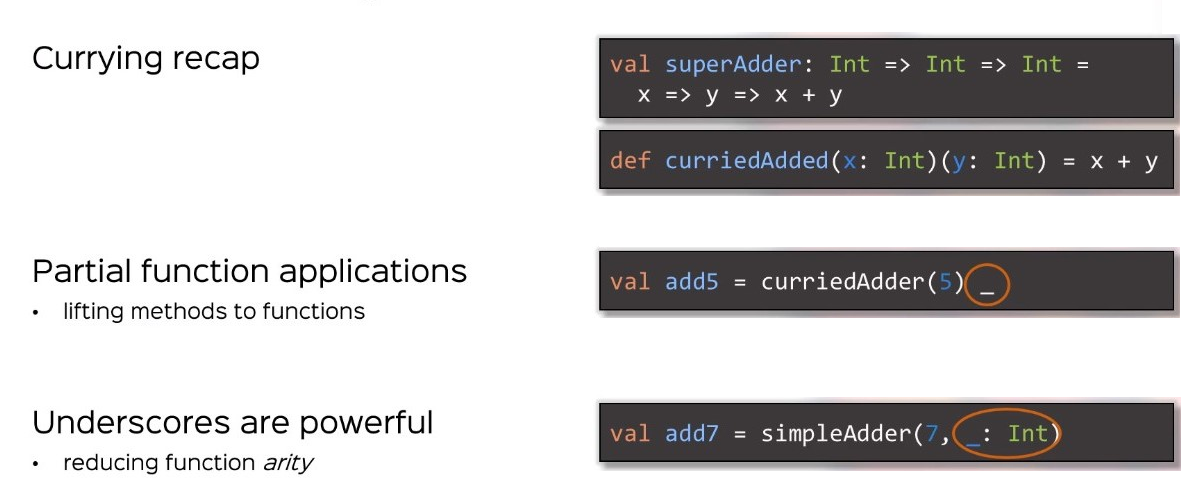 Currying recap
val superAdder: Int => Int => Int =
x => y => x + y
def curriedAdded(x: Int)(y: Int) = x + y
Partial function applications
• lifting methods to functions
val add5 = curriedAdder(5) _
Underscores are powerful
• reducing function arity
val add7 = simpleAdder(7, _: Int)